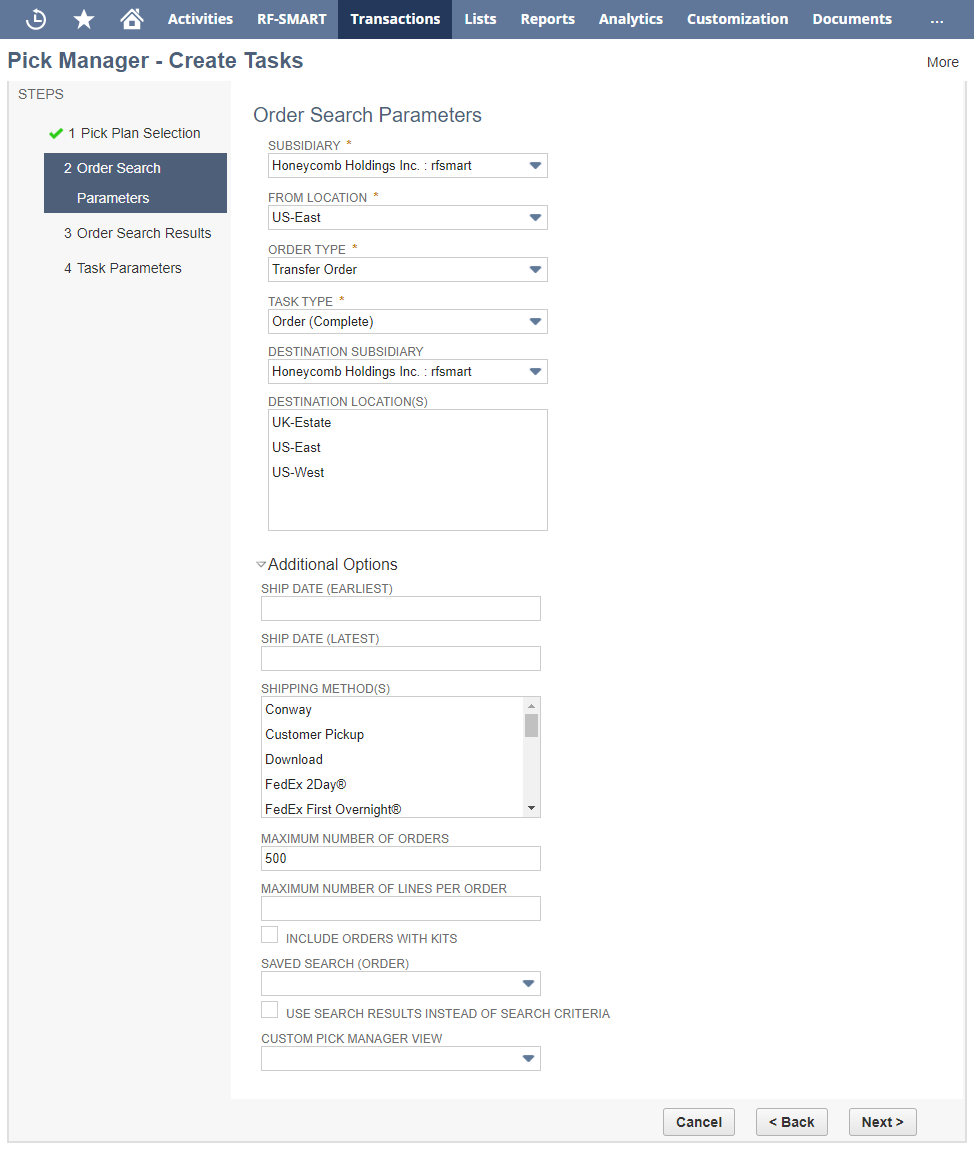 Activities RF-SMART Transactions Lists Reports Analytics Customization Documents ...
Pick Manager - Create Tasks
More
STEPS
1 Pick Plan Selection
2 Order Search
Parameters
3 Order Search Results
4 Task Parameters
Order Search Parameters
SUBSIDIARY *
Honeycomb Holdings Inc. : rfsmart
FROM LOCATION *
US-East
ORDER TYPE *
Transfer Order
TASK TYPE *
Order (Complete)
DESTINATION SUBSIDIARY
Honeycomb Holdings Inc. : rfsmart
DESTINATION LOCATION(S)
UK-Estate
US-East
US-West
Additional Options
SHIP DATE (EARLIEST)
SHIP DATE (LATEST)
SHIPPING METHOD(S)
Conway
Customer Pickup
Download
FedEx 2Day®
FedEx First Overnight®
MAXIMUM NUMBER OF ORDERS
500
MAXIMUM NUMBER OF LINES PER ORDER
INCLUDE ORDERS WITH KITS
SAVED SEARCH (ORDER)
USE SEARCH RESULTS INSTEAD OF SEARCH CRITERIA
CUSTOM PICK MANAGER VIEW
Cancel < Back Next >